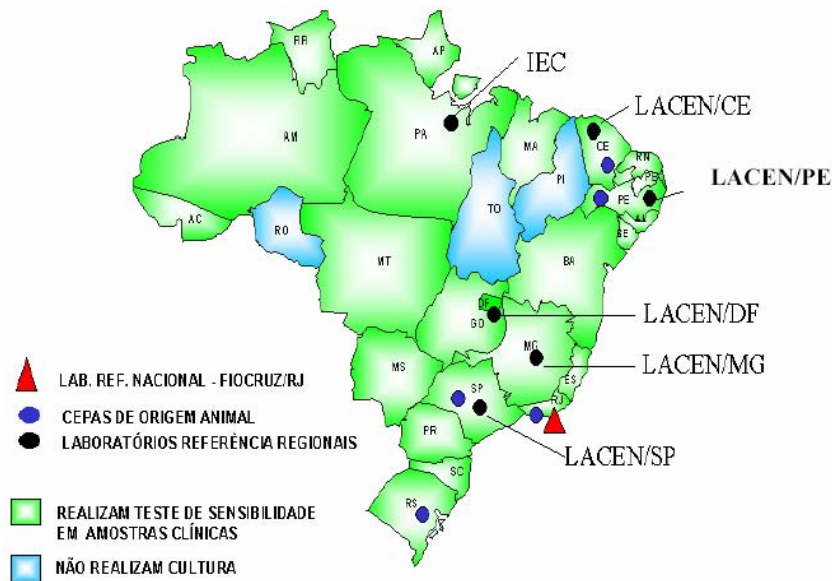 RR
AP
IEC
LACEN/CE
AM
PA
MA
CE
RN
PB
LACEN/PE
PI
PE
AL
SE
AC
RO
TO
MT
BA
DF
GO
LACEN/DF
MG
LACEN/MG
MS
ES
SP
RJ
LACEN/SP
PR
SC
RS
LAB. REF. NACIONAL - FIOCRUZ/RJ
CEPAS DE ORIGEM ANIMAL
LABORATÓRIOS REFERÊNCIA REGIONAIS
REALIZAM TESTE DE SENSIBILIDADE
EM AMOSTRAS CLÍNICAS
NÃO REALIZAM CULTURA